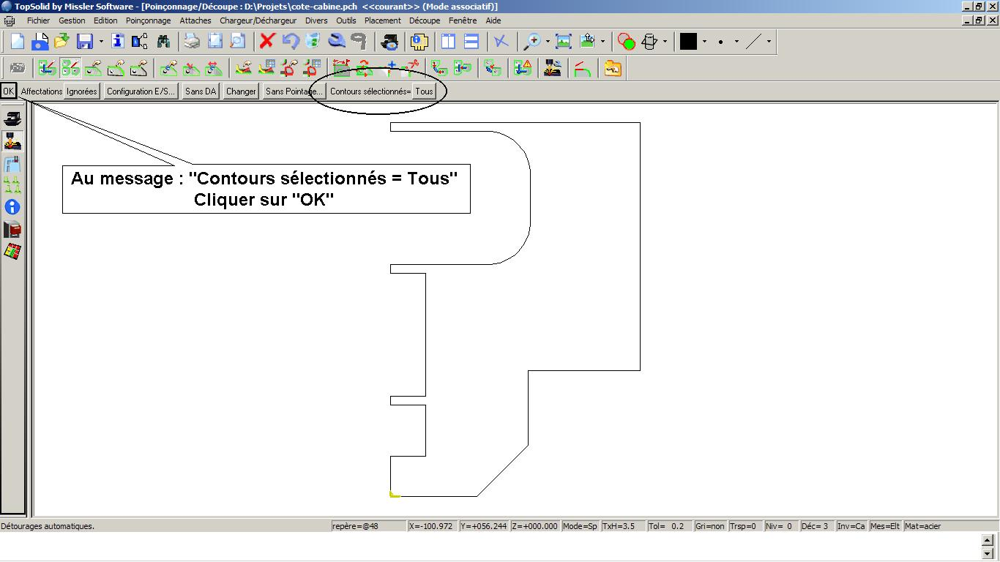 TopSolid by Missler Software - [Poinçonnage/Découpe : D:\Projets\cote-cabine.pch  <<courant>> (Mode associatif)]
Fichier Gestion Edition Poinçonnage Attaches Chargeur/Déchargeur Divers Outils Placement Découpe Fenêtre Aide
OK Affectations Ignorées Configuration E/S... Sans DA Changer Sans Pointage... Contours sélectionnés= Tous
Au message : "Contours sélectionnés = Tous"
Cliquer sur "OK"
Détourages automatiques. repère=@48 X=-100.972 Y=+056.244 Z=+000.000 Mode=Sp TxH=3.5 Tol= 0.2 Gri=non Trsp=0 Niv= 0 Déc= 3 Inv=Ca Mes=Elt Mat=acier